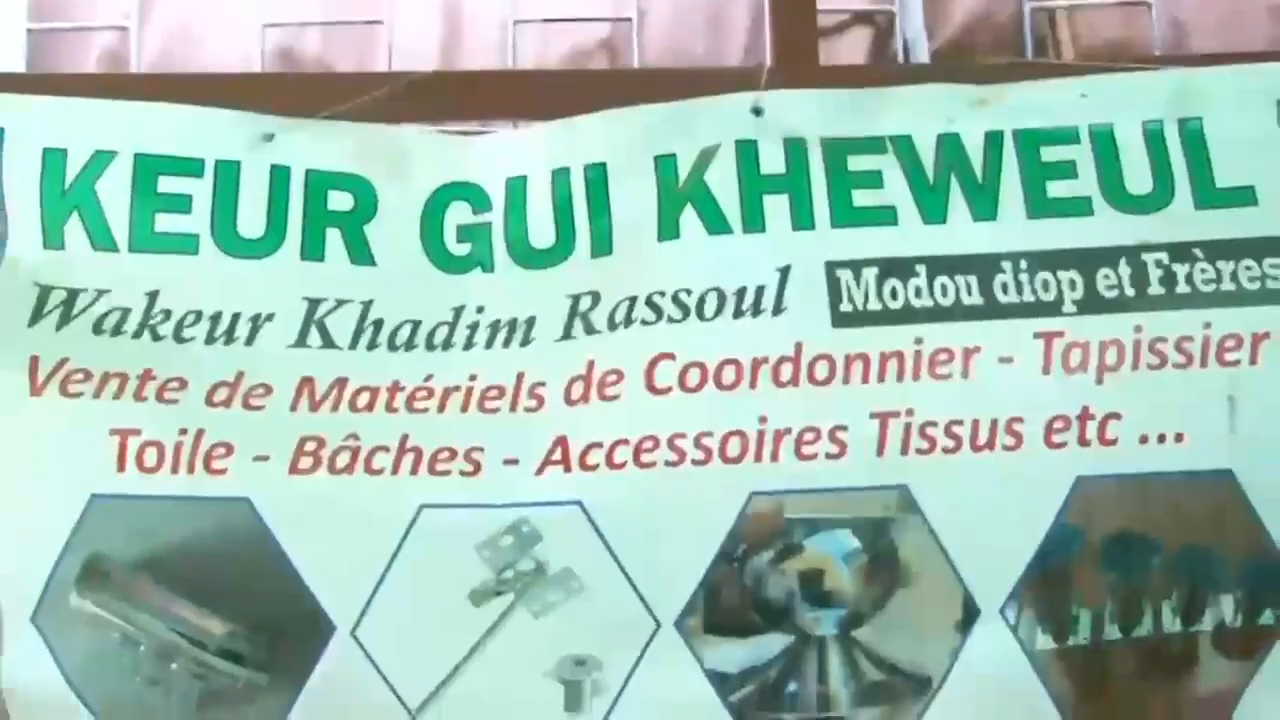 KEUR GUI KHEWEUL
Wakeur Khadim Rassoul Modou diop et Frères
Vente de Matériels de Coordonnier - Tapissier
Toile - Bâches - Accessoires Tissus etc ...